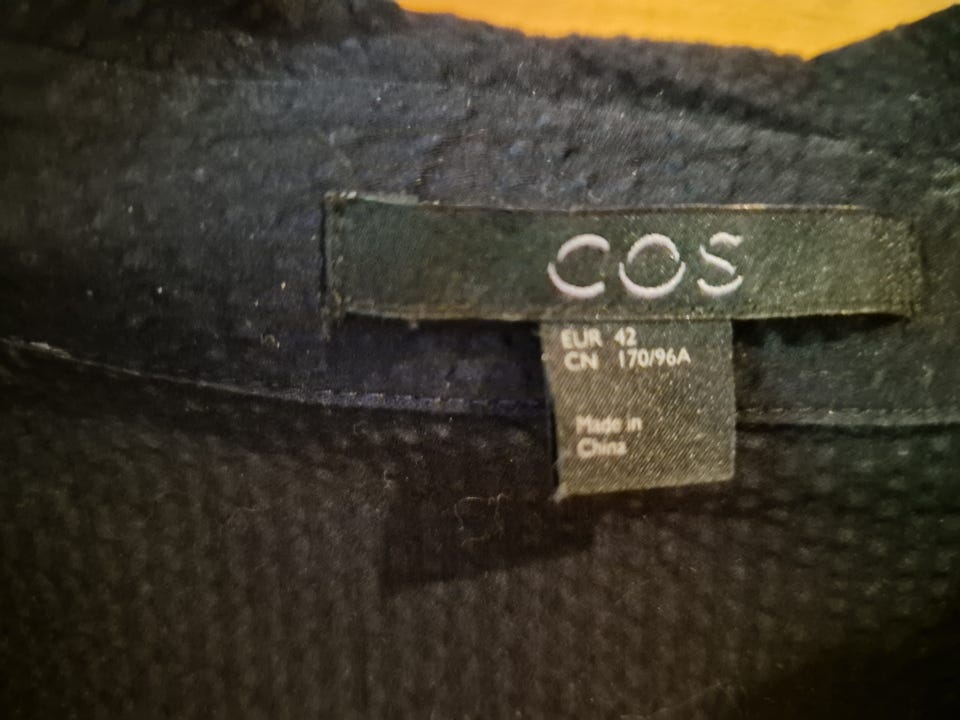 COS
EUR 42
CN 170/96A
Made in
China